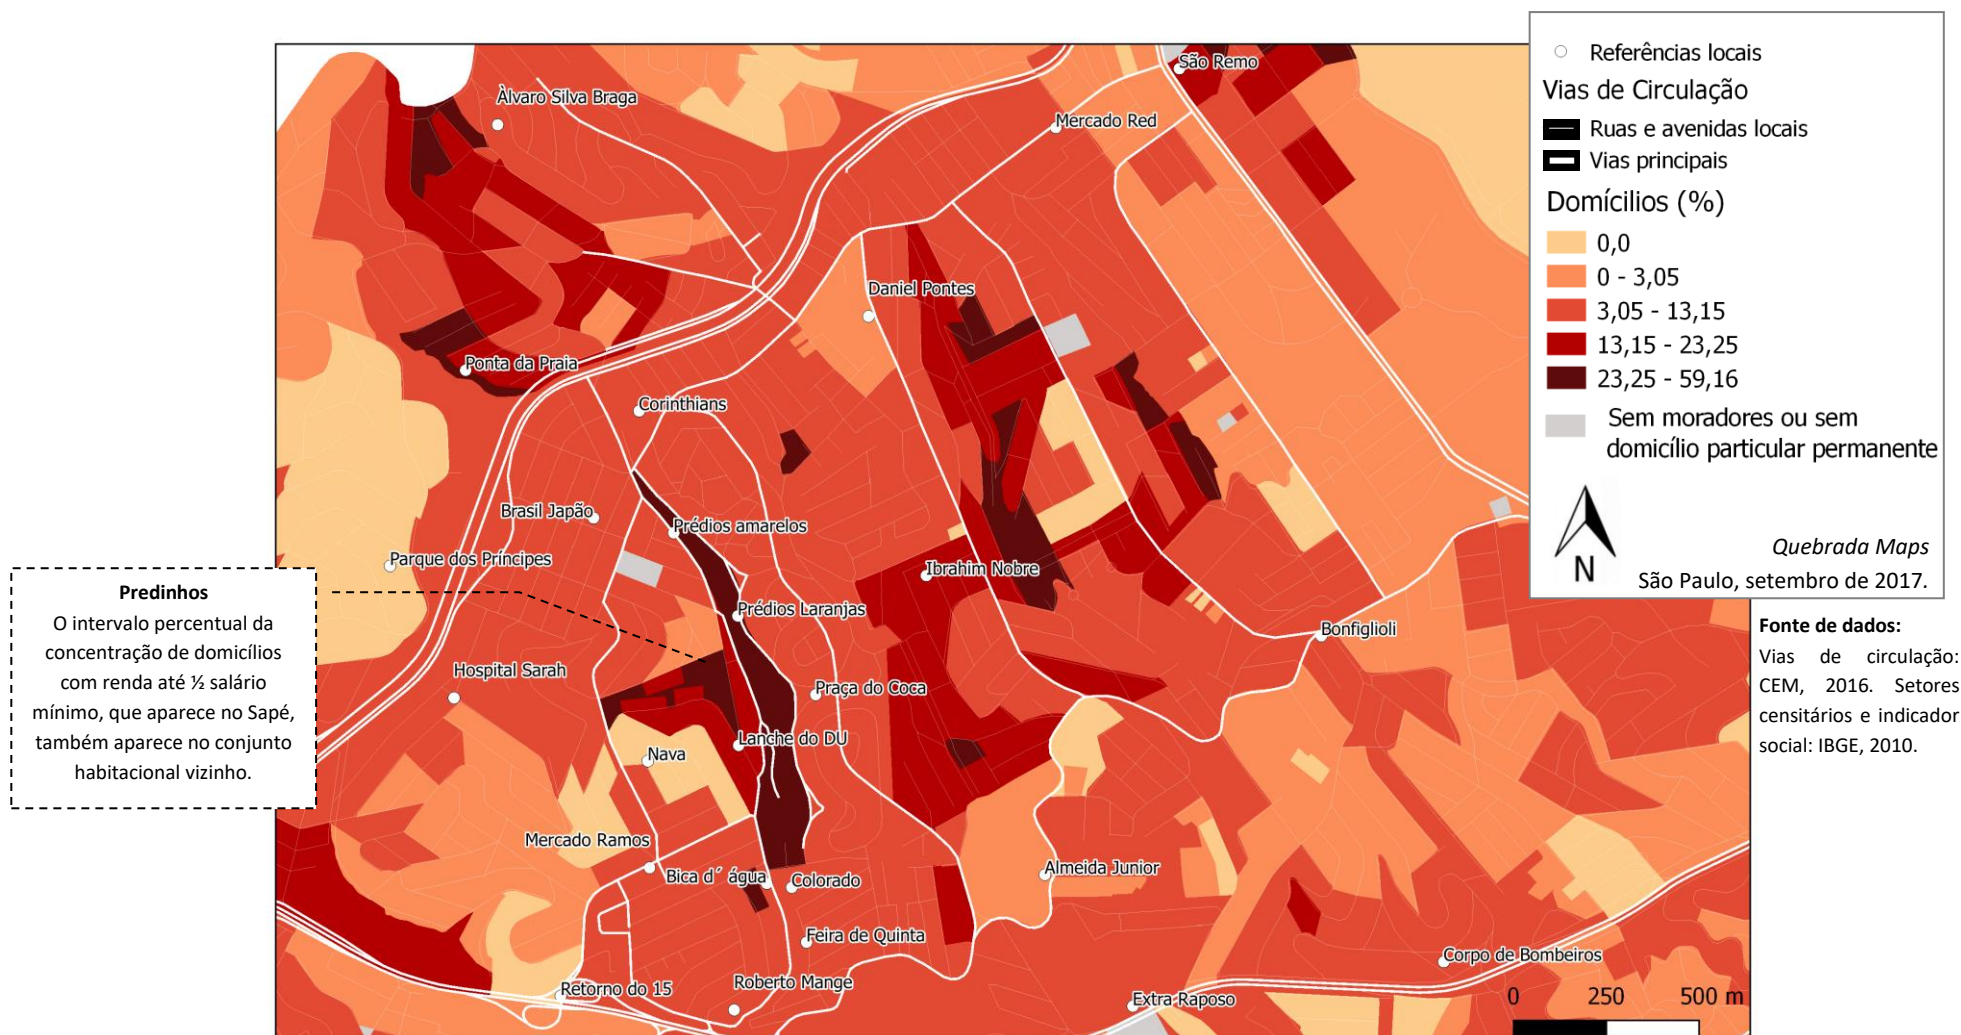 Referências locais
Vias de Circulação
Ruas e avenidas locais
Vias principais
Domícilios (%)
0,0
0 - 3,05
3,05 - 13,15
13,15 - 23,25
23,25 - 59,16
Sem moradores ou sem
domicílio particular permanente
N
Quebrada Maps
São Paulo, setembro de 2017.
São Remo
Àlvaro Silva Braga
Mercado Red
Daniel Pontes
Ponta da Praia
Corinthians
Brasil Japão
Prédios amarelos
Parque dos Príncipes
Ibrahim Nobre
Prédios Laranjas
Bonfiglioli
Hospital Sarah
Praça do Coca
Lanche do DU
Nava
Mercado Ramos
Bica d´ água
Colorado
Almeida Junior
Feira de Quinta
Corpo de Bombeiros
Retorno do 15
Roberto Mange
Extra Raposo
0 250 500 m
Predinhos
O intervalo percentual da
concentração de domicílios
com renda até ½ salário
mínimo, que aparece no Sapé,
também aparece no conjunto
habitacional vizinho.
Fonte de dados:
Vias de circulação:
CEM, 2016. Setores
censitários e indicador
social: IBGE, 2010.